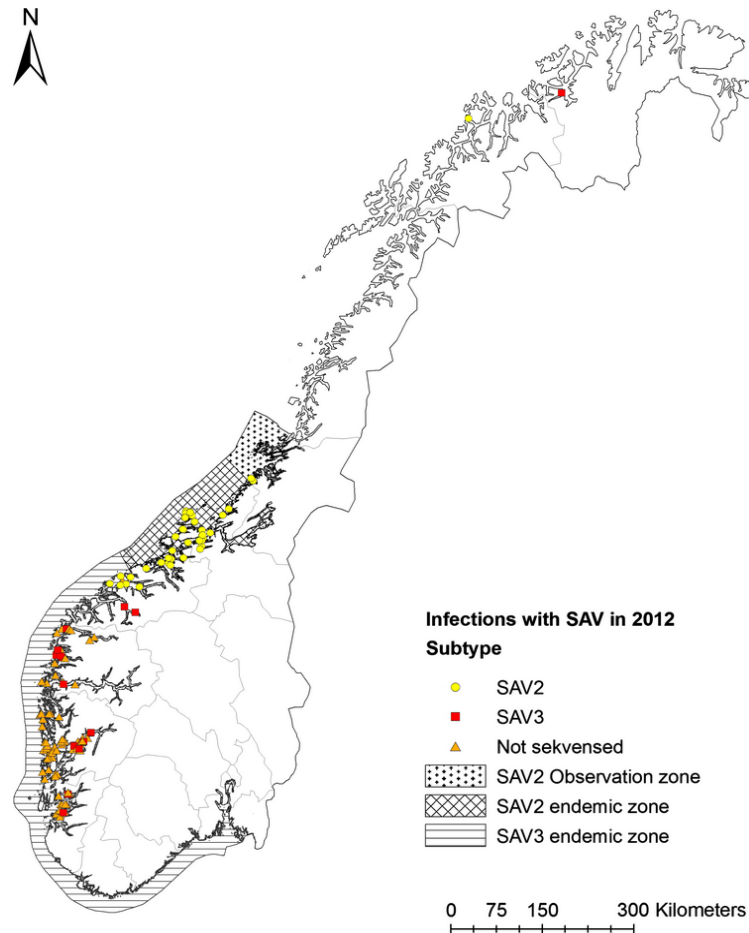 N
Infections with SAV in 2012
Subtype
SAV2
SAV3
Not sekvensed
SAV2 Observation zone
SAV2 endemic zone
SAV3 endemic zone
0 75 150 300 Kilometers